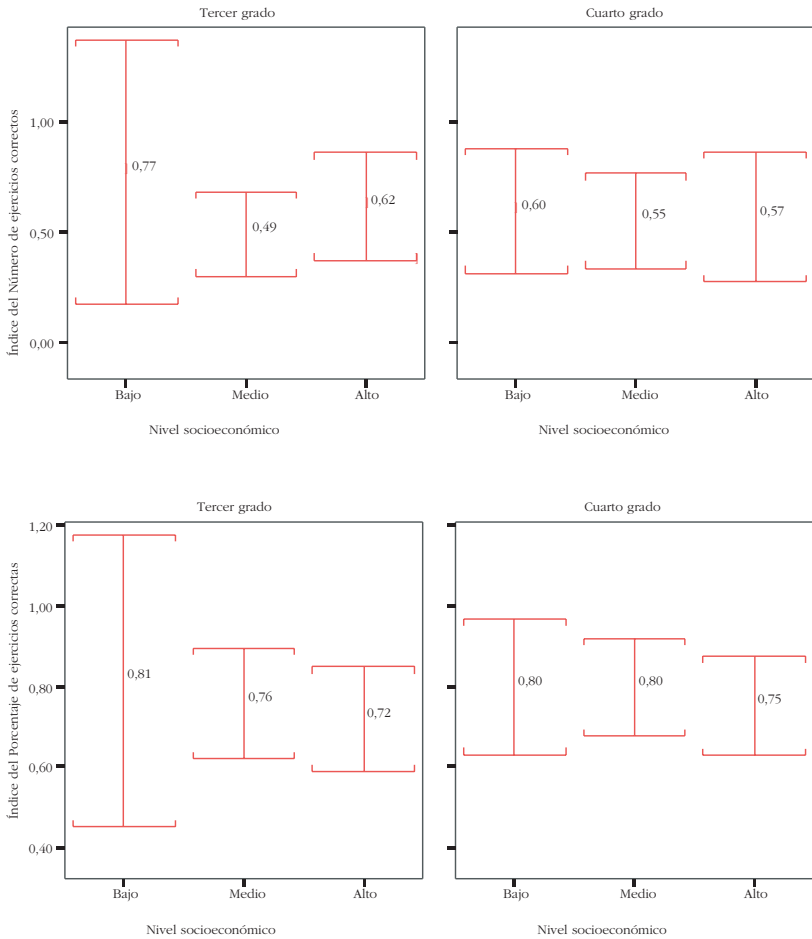 Tercer grado
Cuarto grado
Índice del Número de ejercicios correctos
1,00
0,50
0,00
0,77
0,49
0,62
0,60
0,55
0,57
Bajo
Medio
Alto
Bajo
Medio
Alto
Nivel socioeconómico
Nivel socioeconómico
Tercer grado
Cuarto grado
Índice del Porcentaje de ejercicios correctas
1,20
1,00
0,80
0,60
0,40
0,81
0,76
0,72
0,80
0,80
0,75
Bajo
Medio
Alto
Bajo
Medio
Alto
Nivel socioeconómico
Nivel socioeconómico